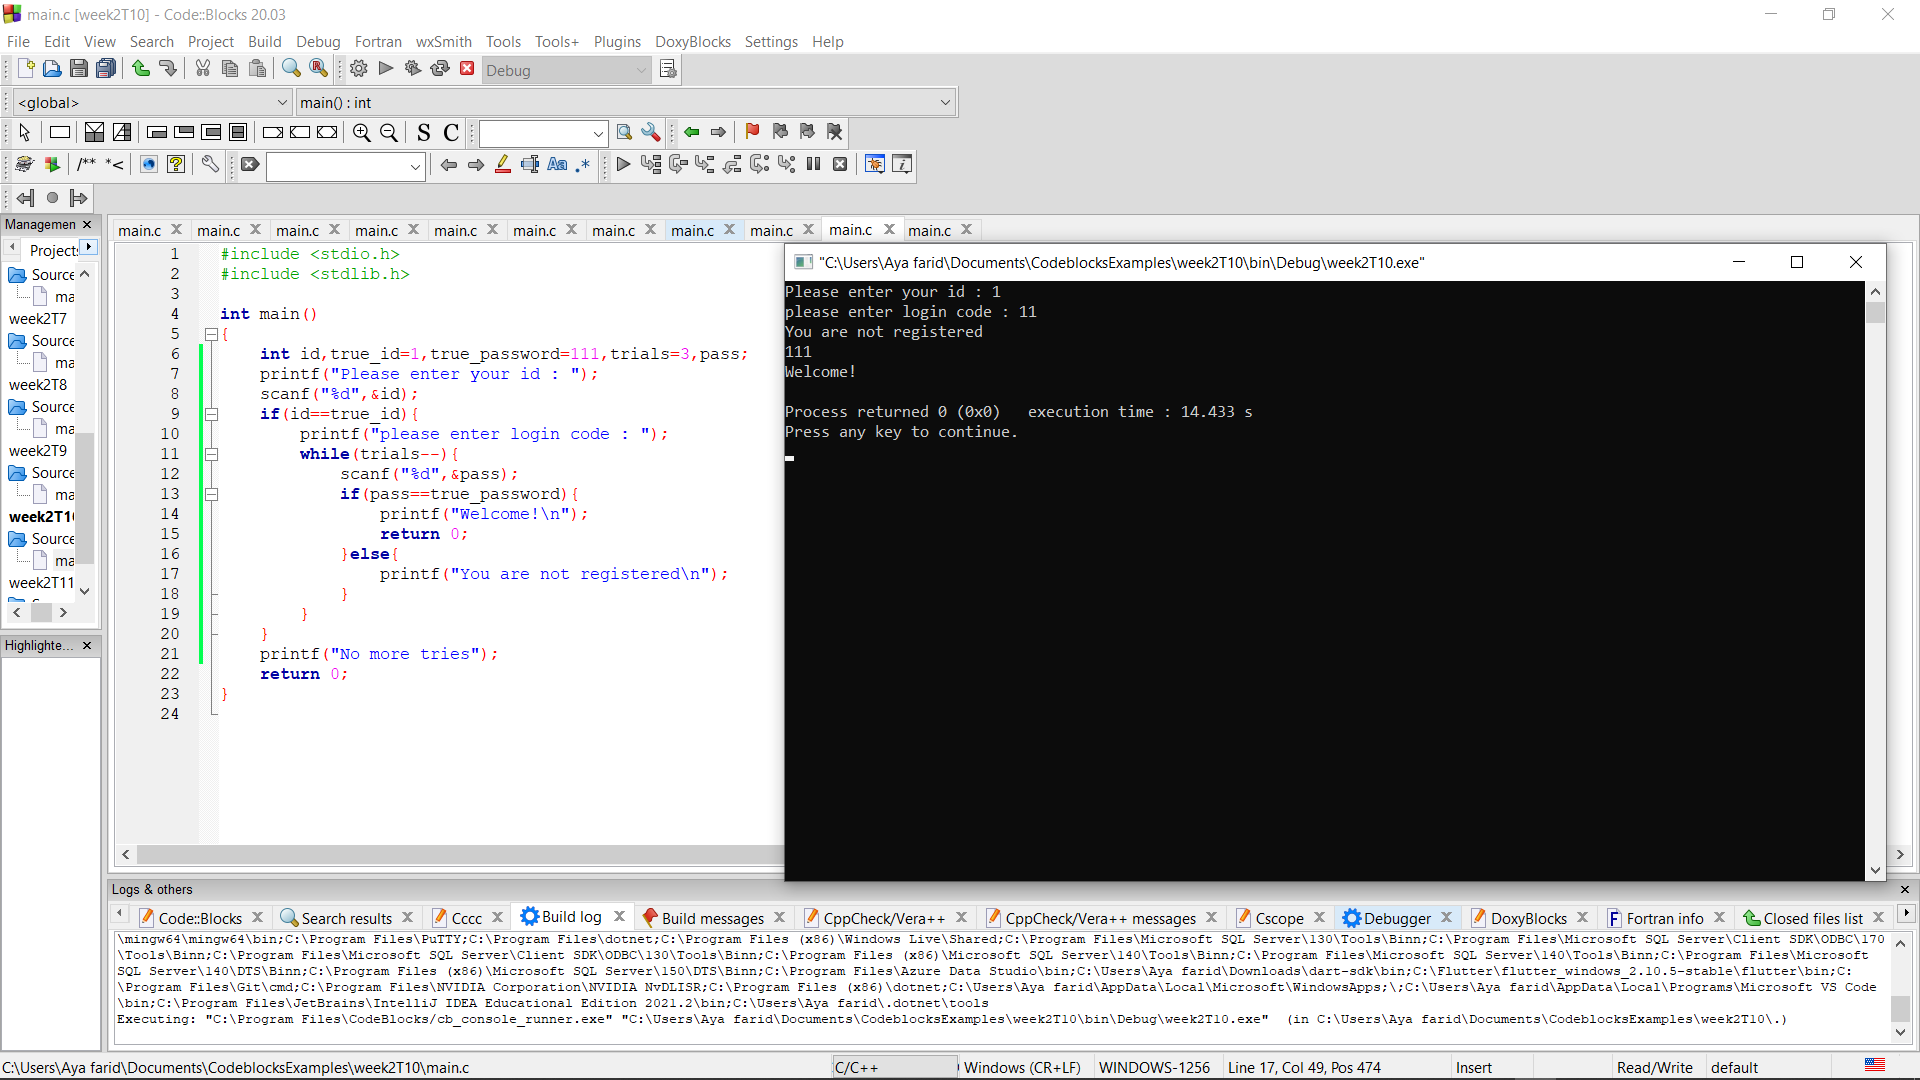 main.c [week2T10] - Code::Blocks 20.03
File Edit View Search Project Build Debug Fortran wxSmith Tools Tools+ Plugins DoxyBlocks Settings Help
Debug
<global> main() : int
S C
/** *<
Aa .*
Managemen
Projects
Source
ma
week2T7
Source
ma
week2T8
Source
ma
week2T9
Source
ma
week2T1
Source
ma
week2T11
Highlighte...
main.c main.c main.c main.c main.c main.c main.c main.c main.c main.c main.c
1 #include <stdio.h>
2 #include <stdlib.h>
3
4 int main()
5 {
6 int id,true_id=1,true_password=111,trials=3,pass;
7 printf("Please enter your id : ");
8 scanf("%d",&id);
9 if(id==true_id){
10 printf("please enter login code : ");
11 while(trials--){
12 scanf("%d",&pass);
13 if(pass==true_password){
14 printf("Welcome!\n");
15 return 0;
16 }else{
17 printf("You are not registered\n");
18 }
19 }
20 }
21 printf("No more tries");
22 return 0;
23 }
24
"C:\Users\Aya farid\Documents\CodeblocksExamples\week2T10\bin\Debug\week2T10.exe"
Please enter your id : 1
please enter login code : 11
You are not registered
111
Welcome!
Process returned 0 (0x0)   execution time : 14.433 s
Press any key to continue.
Logs & others
Code::Blocks Search results Cccc Build log Build messages CppCheck/Vera++ CppCheck/Vera++ messages Cscope Debugger DoxyBlocks Fortran info Closed files list
\mingw64\mingw64\bin;C:\Program Files\PuTTY;C:\Program Files\dotnet;C:\Program Files (x86)\Windows Live\Shared;C:\Program Files\Microsoft SQL Server\130\Tools\Binn;C:\Program Files\Microsoft SQL Server\Client SDK\ODBC\170
\Tools\Binn;C:\Program Files\Microsoft SQL Server\Client SDK\ODBC\130\Tools\Binn;C:\Program Files (x86)\Microsoft SQL Server\140\Tools\Binn;C:\Program Files\Microsoft SQL Server\140\Tools\Binn;C:\Program Files\Microsoft
SQL Server\140\DTS\Binn;C:\Program Files (x86)\Microsoft SQL Server\150\DTS\Binn;C:\Program Files\Azure Data Studio\bin;C:\Users\Aya farid\Downloads\dart-sdk\bin;C:\Flutter\flutter_windows_2.10.5-stable\flutter\bin;C:
\Program Files\Git\cmd;C:\Program Files\NVIDIA Corporation\NVIDIA NvDLISR;C:\Program Files (x86)\dotnet;C:\Users\Aya farid\AppData\Local\Microsoft\WindowsApps;\;C:\Users\Aya farid\AppData\Local\Programs\Microsoft VS Code
\bin;C:\Program Files\JetBrains\IntelliJ IDEA Educational Edition 2021.2\bin;C:\Users\Aya farid\.dotnet\tools
Executing: "C:\Program Files\CodeBlocks/cb_console_runner.exe" "C:\Users\Aya farid\Documents\CodeblocksExamples\week2T10\bin\Debug\week2T10.exe"  (in C:\Users\Aya farid\Documents\CodeblocksExamples\week2T10\.)
C:\Users\Aya farid\Documents\CodeblocksExamples\week2T10\main.c C/C++ Windows (CR+LF) WINDOWS-1256 Line 17, Col 49, Pos 474 Insert Read/Write default